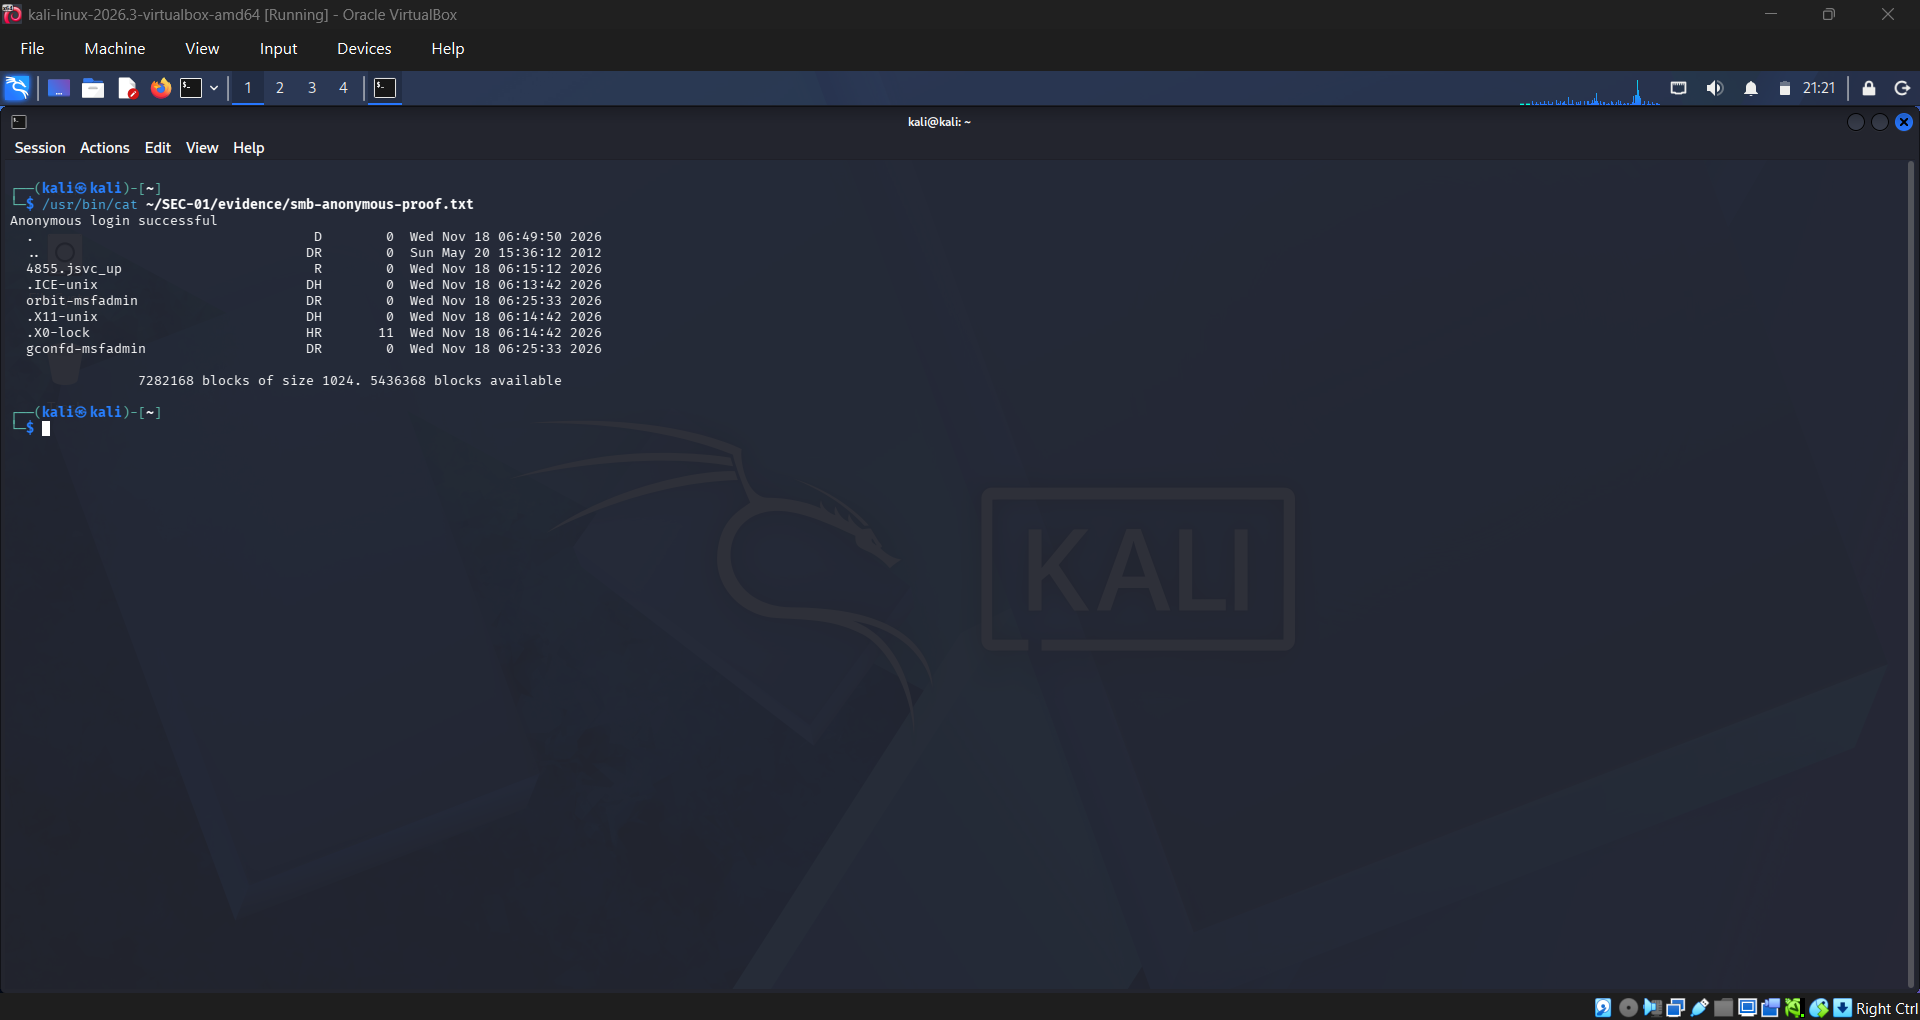 kali-linux-2026.3-virtualbox-amd64 [Running] - Oracle VirtualBox
File Machine View Input Devices Help
1 2 3 4 21:21
kali@kali: ~
Session Actions Edit View Help
┌──(kali㉿kali)-[~]
└─$ /usr/bin/cat ~/SEC-01/evidence/smb-anonymous-proof.txt
Anonymous login successful
  .                                   D        0  Wed Nov 18 06:49:50 2026
  ..                                 DR        0  Sun May 20 15:36:12 2012
  4855.jsvc_up                        R        0  Wed Nov 18 06:15:12 2026
  .ICE-unix                          DH        0  Wed Nov 18 06:13:42 2026
  orbit-msfadmin                     DR        0  Wed Nov 18 06:25:33 2026
  .X11-unix                          DH        0  Wed Nov 18 06:14:42 2026
  .X0-lock                           HR       11  Wed Nov 18 06:14:42 2026
  gconfd-msfadmin                    DR        0  Wed Nov 18 06:25:33 2026
                7282168 blocks of size 1024. 5436368 blocks available
┌──(kali㉿kali)-[~]
└─$
KALI
Right Ctrl